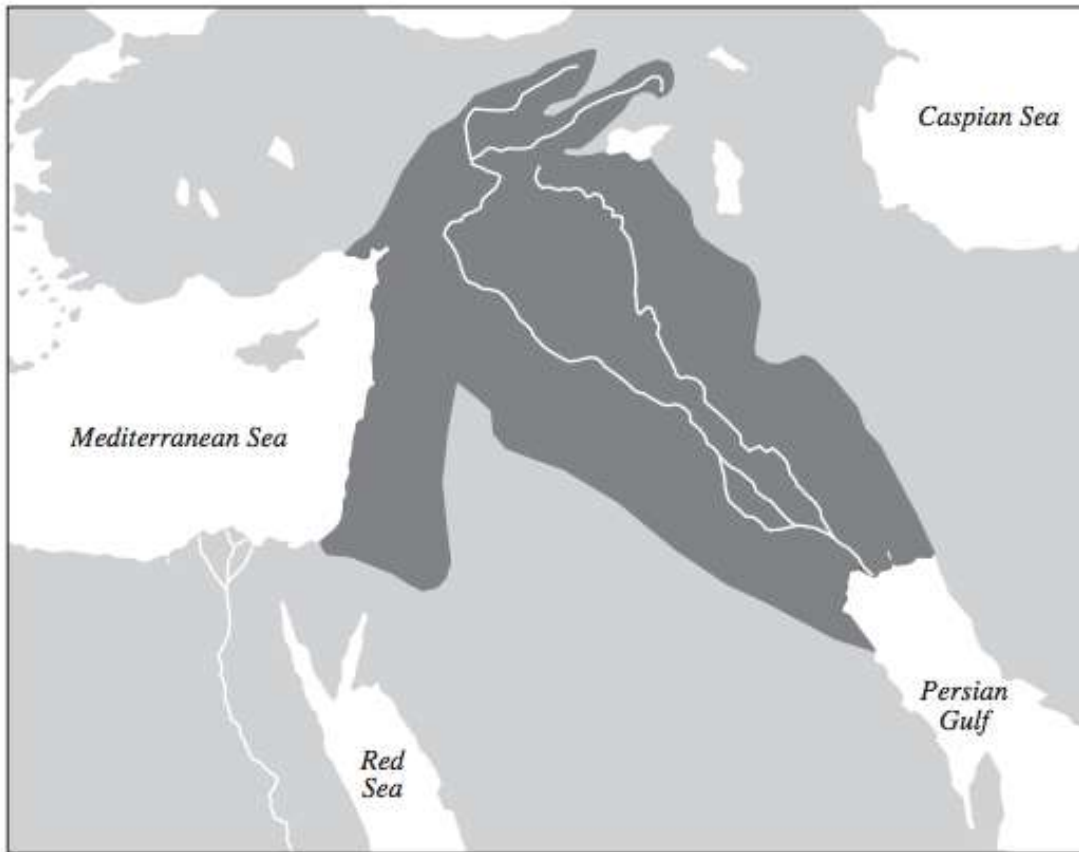 Caspian Sea
Mediterranean Sea
Persian
Gulf
Red
Sea